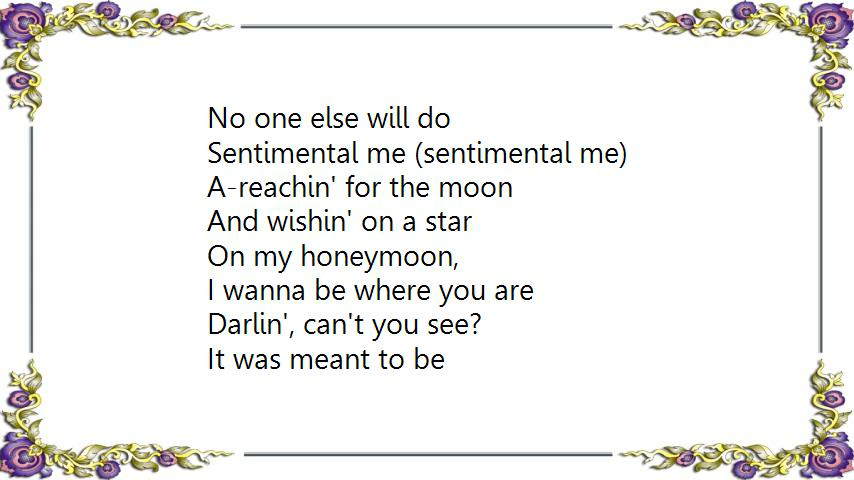 No one else will do
Sentimental me (sentimental me)
A-reachin' for the moon
And wishin' on a star
On my honeymoon,
I wanna be where you are
Darlin', can't you see?
It was meant to be